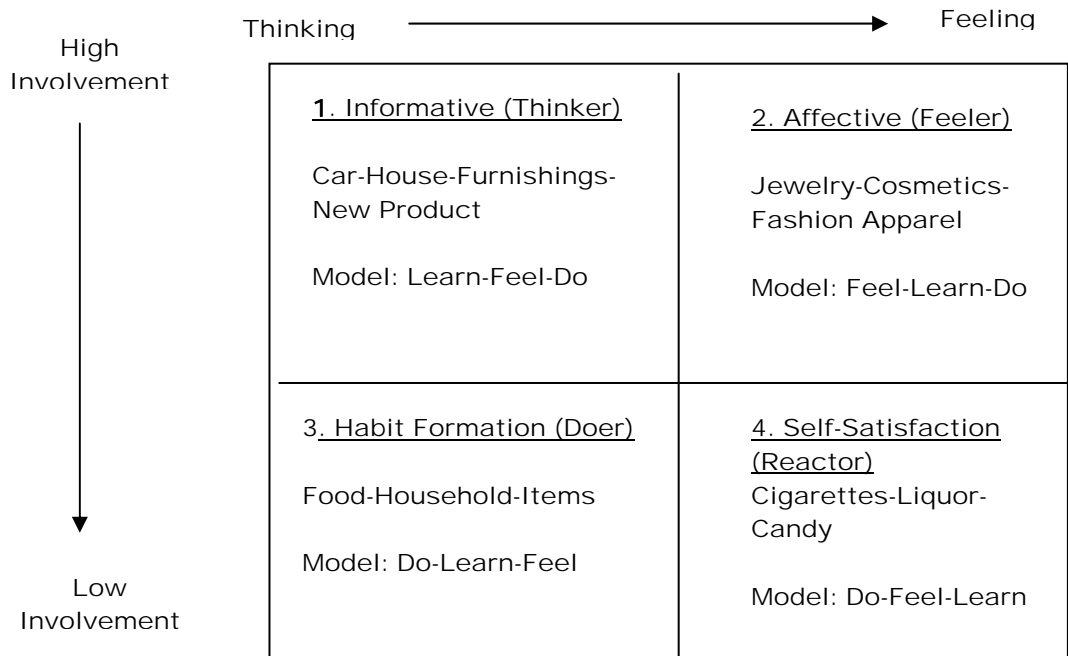 Thinking
Feeling
High
Involvement
1. Informative (Thinker)
Car-House-Furnishings-
New Product
Model: Learn-Feel-Do
2. Affective (Feeler)
Jewelry-Cosmetics-
Fashion Apparel
Model: Feel-Learn-Do
3. Habit Formation (Doer)
Food-Household-Items
Model: Do-Learn-Feel
4. Self-Satisfaction
(Reactor)
Cigarettes-Liquor-
Candy
Model: Do-Feel-Learn
Low
Involvement